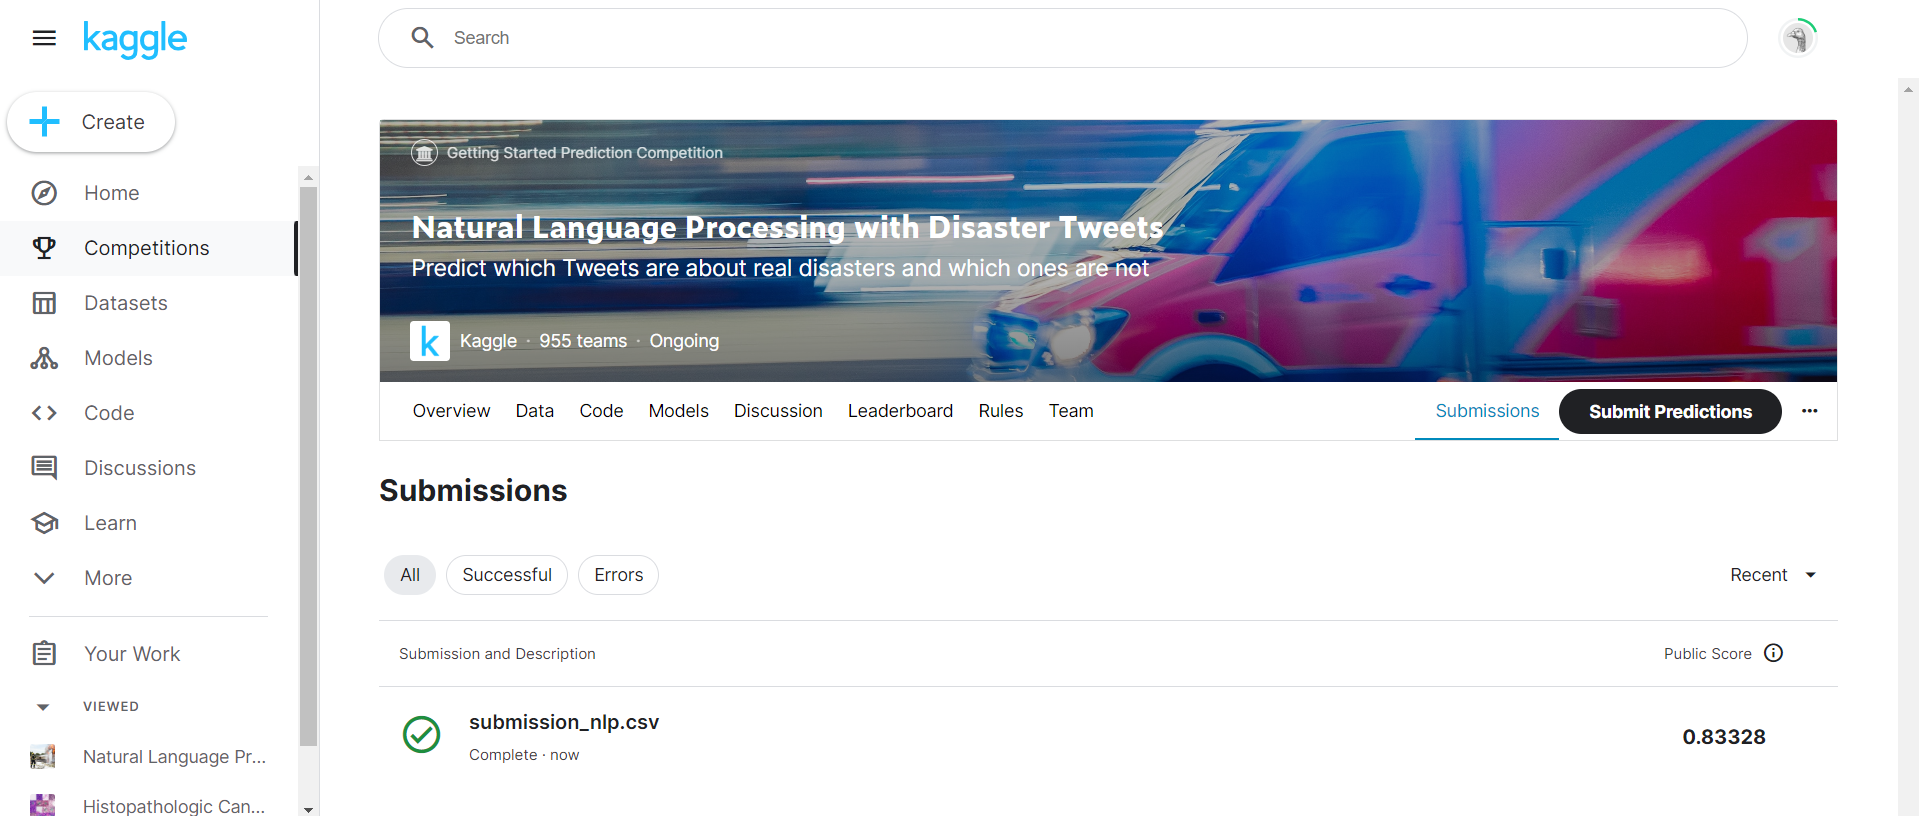 kaggle
Search
Create
Home
Competitions
Datasets
Models
Code
Discussions
Learn
More
Your Work
VIEWED
Natural Language Pr...
Histopathologic Can...
Getting Started Prediction Competition
Natural Language Processing with Disaster Tweets
Predict which Tweets are about real disasters and which ones are not
k Kaggle · 955 teams · Ongoing
Overview Data Code Models Discussion Leaderboard Rules Team Submissions Submit Predictions
Submissions
All Successful Errors Recent
Submission and Description Public Score
submission_nlp.csv
Complete · now
0.83328